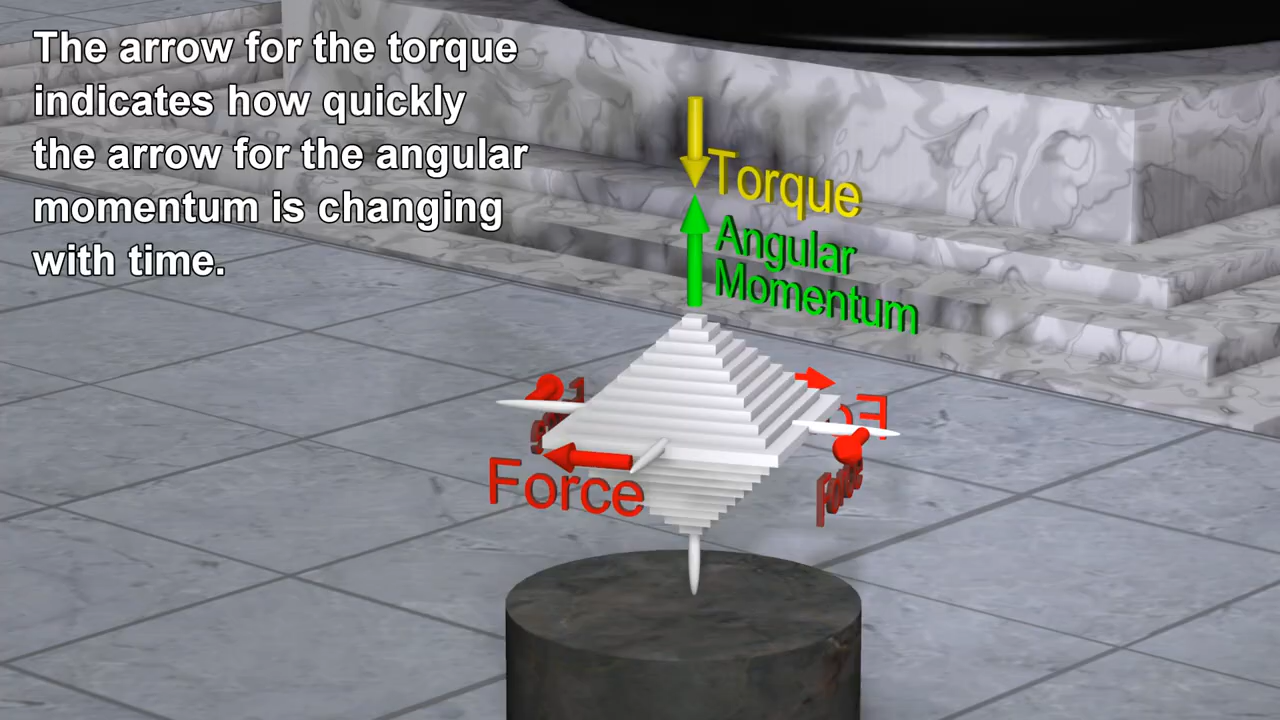 The arrow for the torque
indicates how quickly
the arrow for the angular
momentum is changing
with time.
Torque
Angular
Momentum
Force